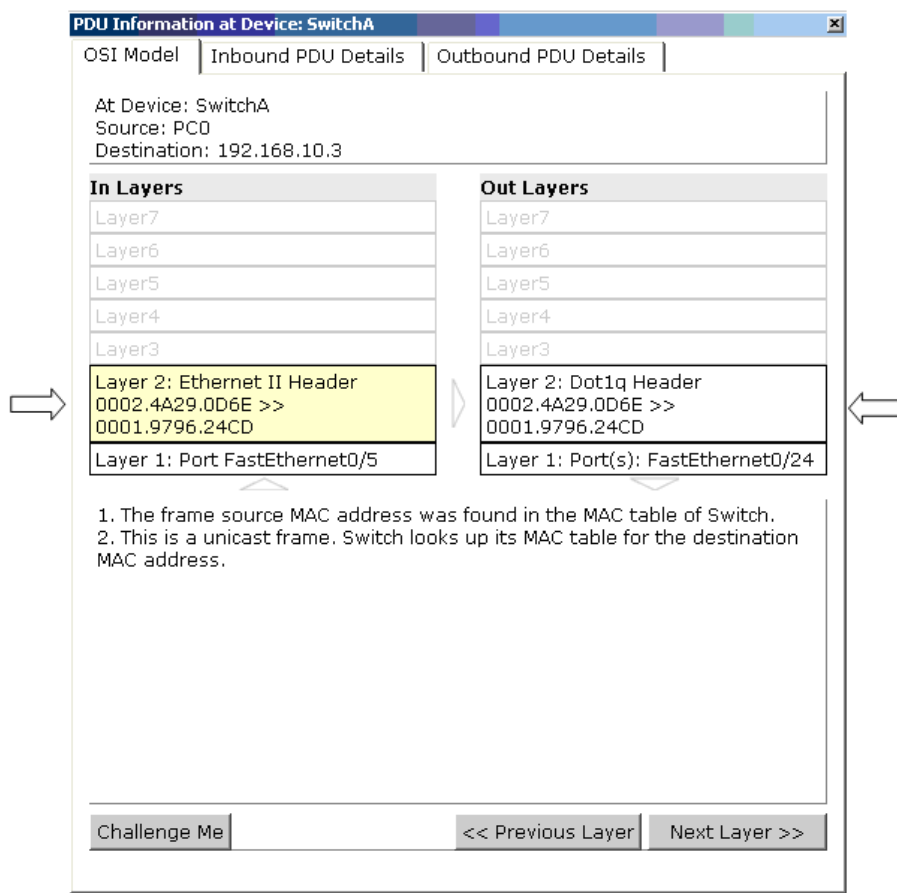 PDU Information at Device: SwitchA
OSI Model
Inbound PDU Details
Outbound PDU Details
At Device: SwitchA
Source: PC0
Destination: 192.168.10.3
In Layers
Out Layers
Layer7
Layer7
Layer6
Layer6
Layer5
Layer5
Layer4
Layer4
Layer3
Layer3
Layer 2: Ethernet II Header
0002.4A29.0D6E >>
0001.9796.24CD
Layer 2: Dot1q Header
0002.4A29.0D6E >>
0001.9796.24CD
Layer 1: Port FastEthernet0/5
Layer 1: Port(s): FastEthernet0/24
1. The frame source MAC address was found in the MAC table of Switch.
2. This is a unicast frame. Switch looks up its MAC table for the destination
MAC address.
Challenge Me
<< Previous Layer
Next Layer >>